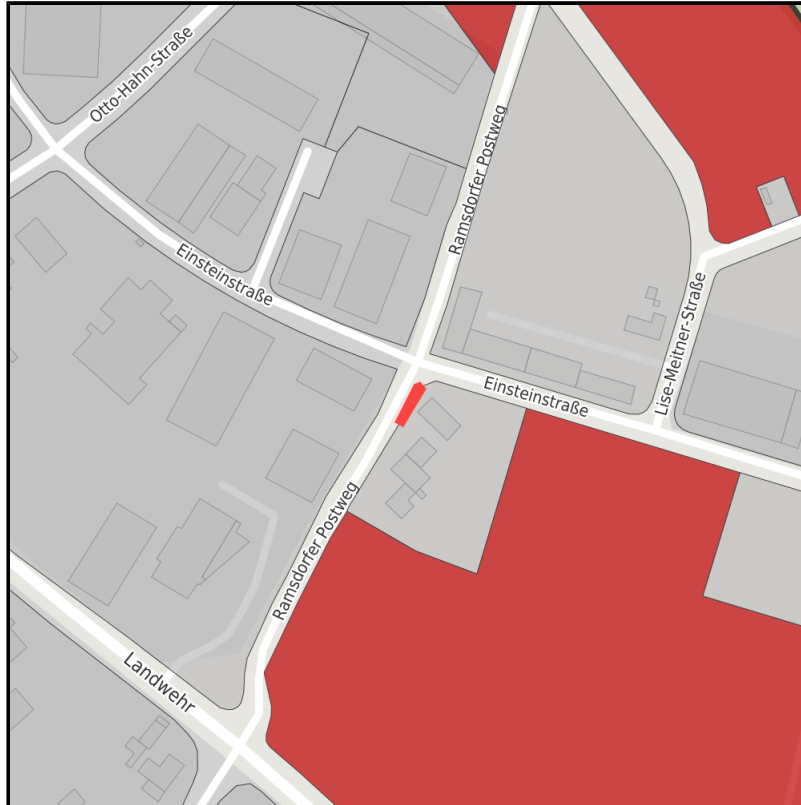 Otto-Hahn-Straße
Ramsdorfer Postweg
Einsteinstraße
Lise-Meitner-Straße
Einsteinstraße
Ramsdorfer Postweg
Landwehr